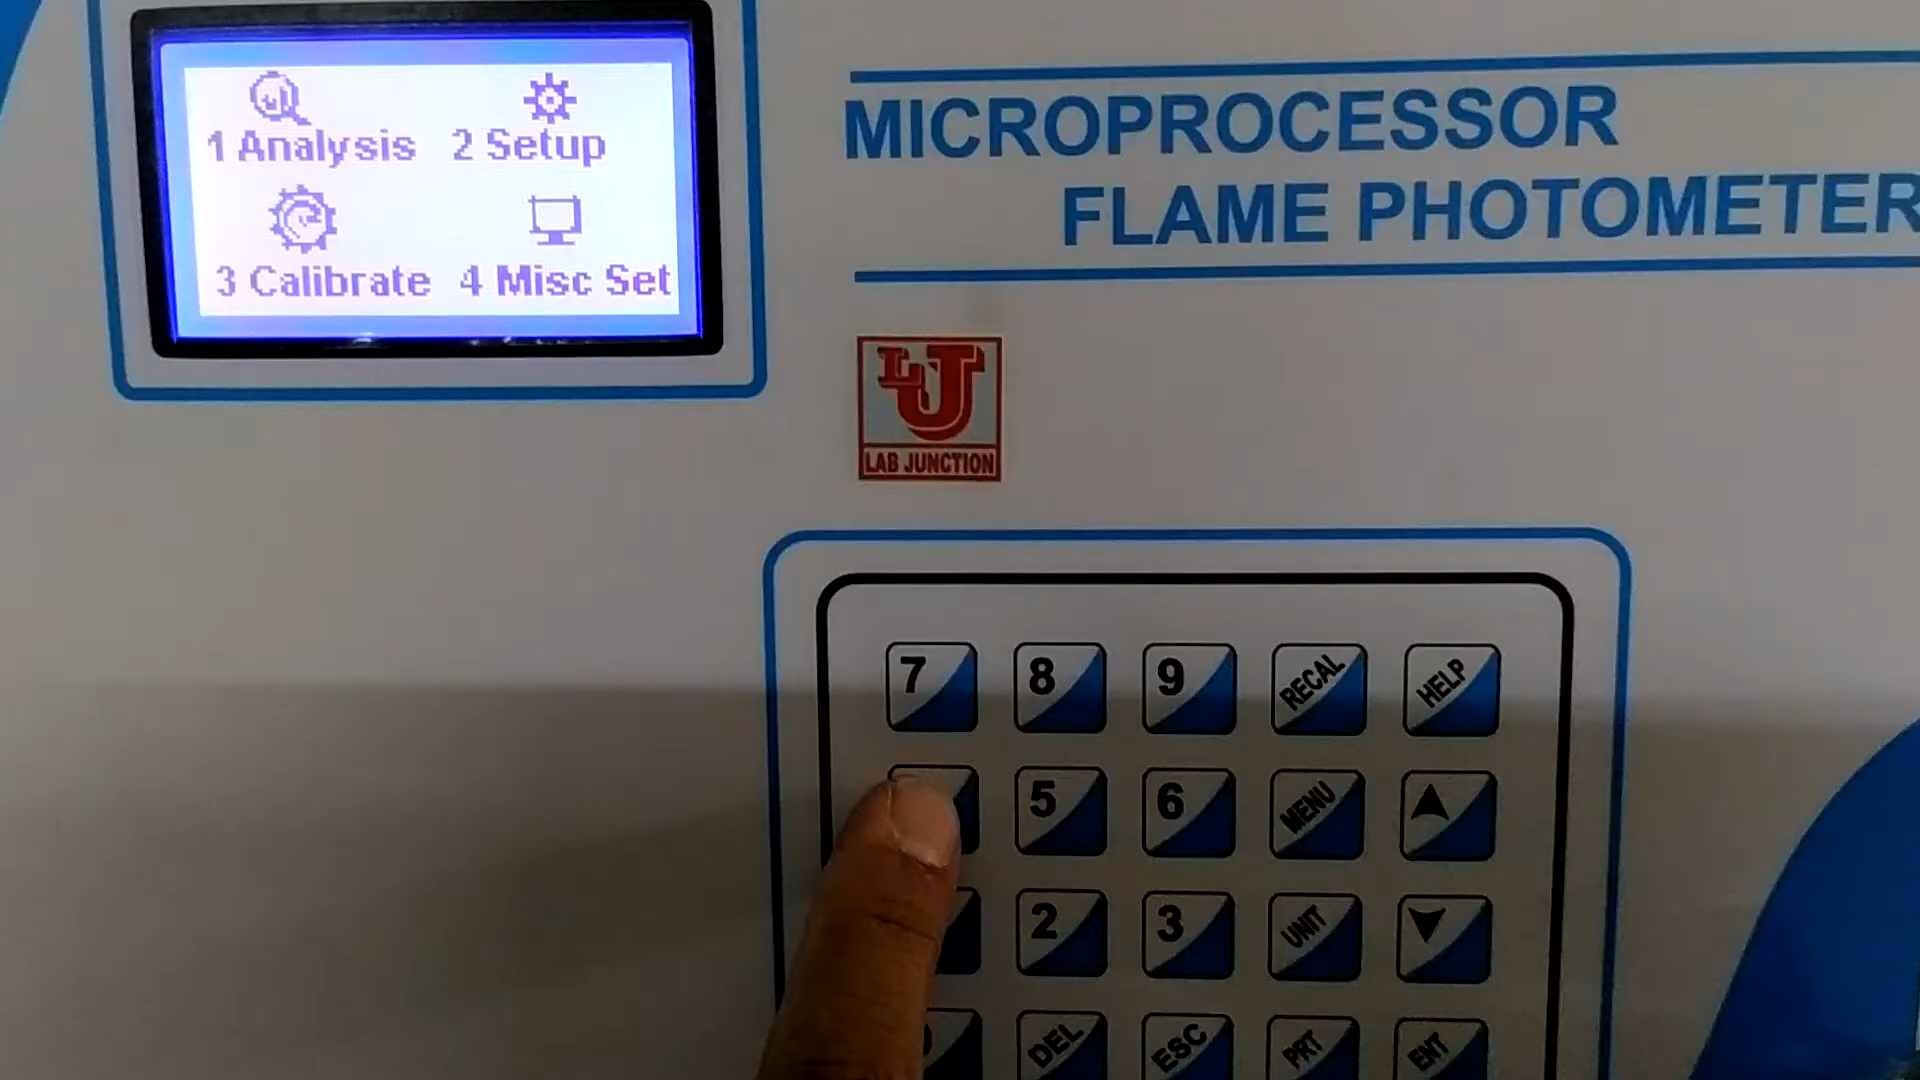 1 Analysis 2 Setup
3 Calibrate 4 Misc Set
MICROPROCESSOR
FLAME PHOTOMETER
LJ
LAB JUNCTION
7 8 9 RECAL HELP
5 6 MENU
2 3 UNIT
DEL ESC PRT ENT